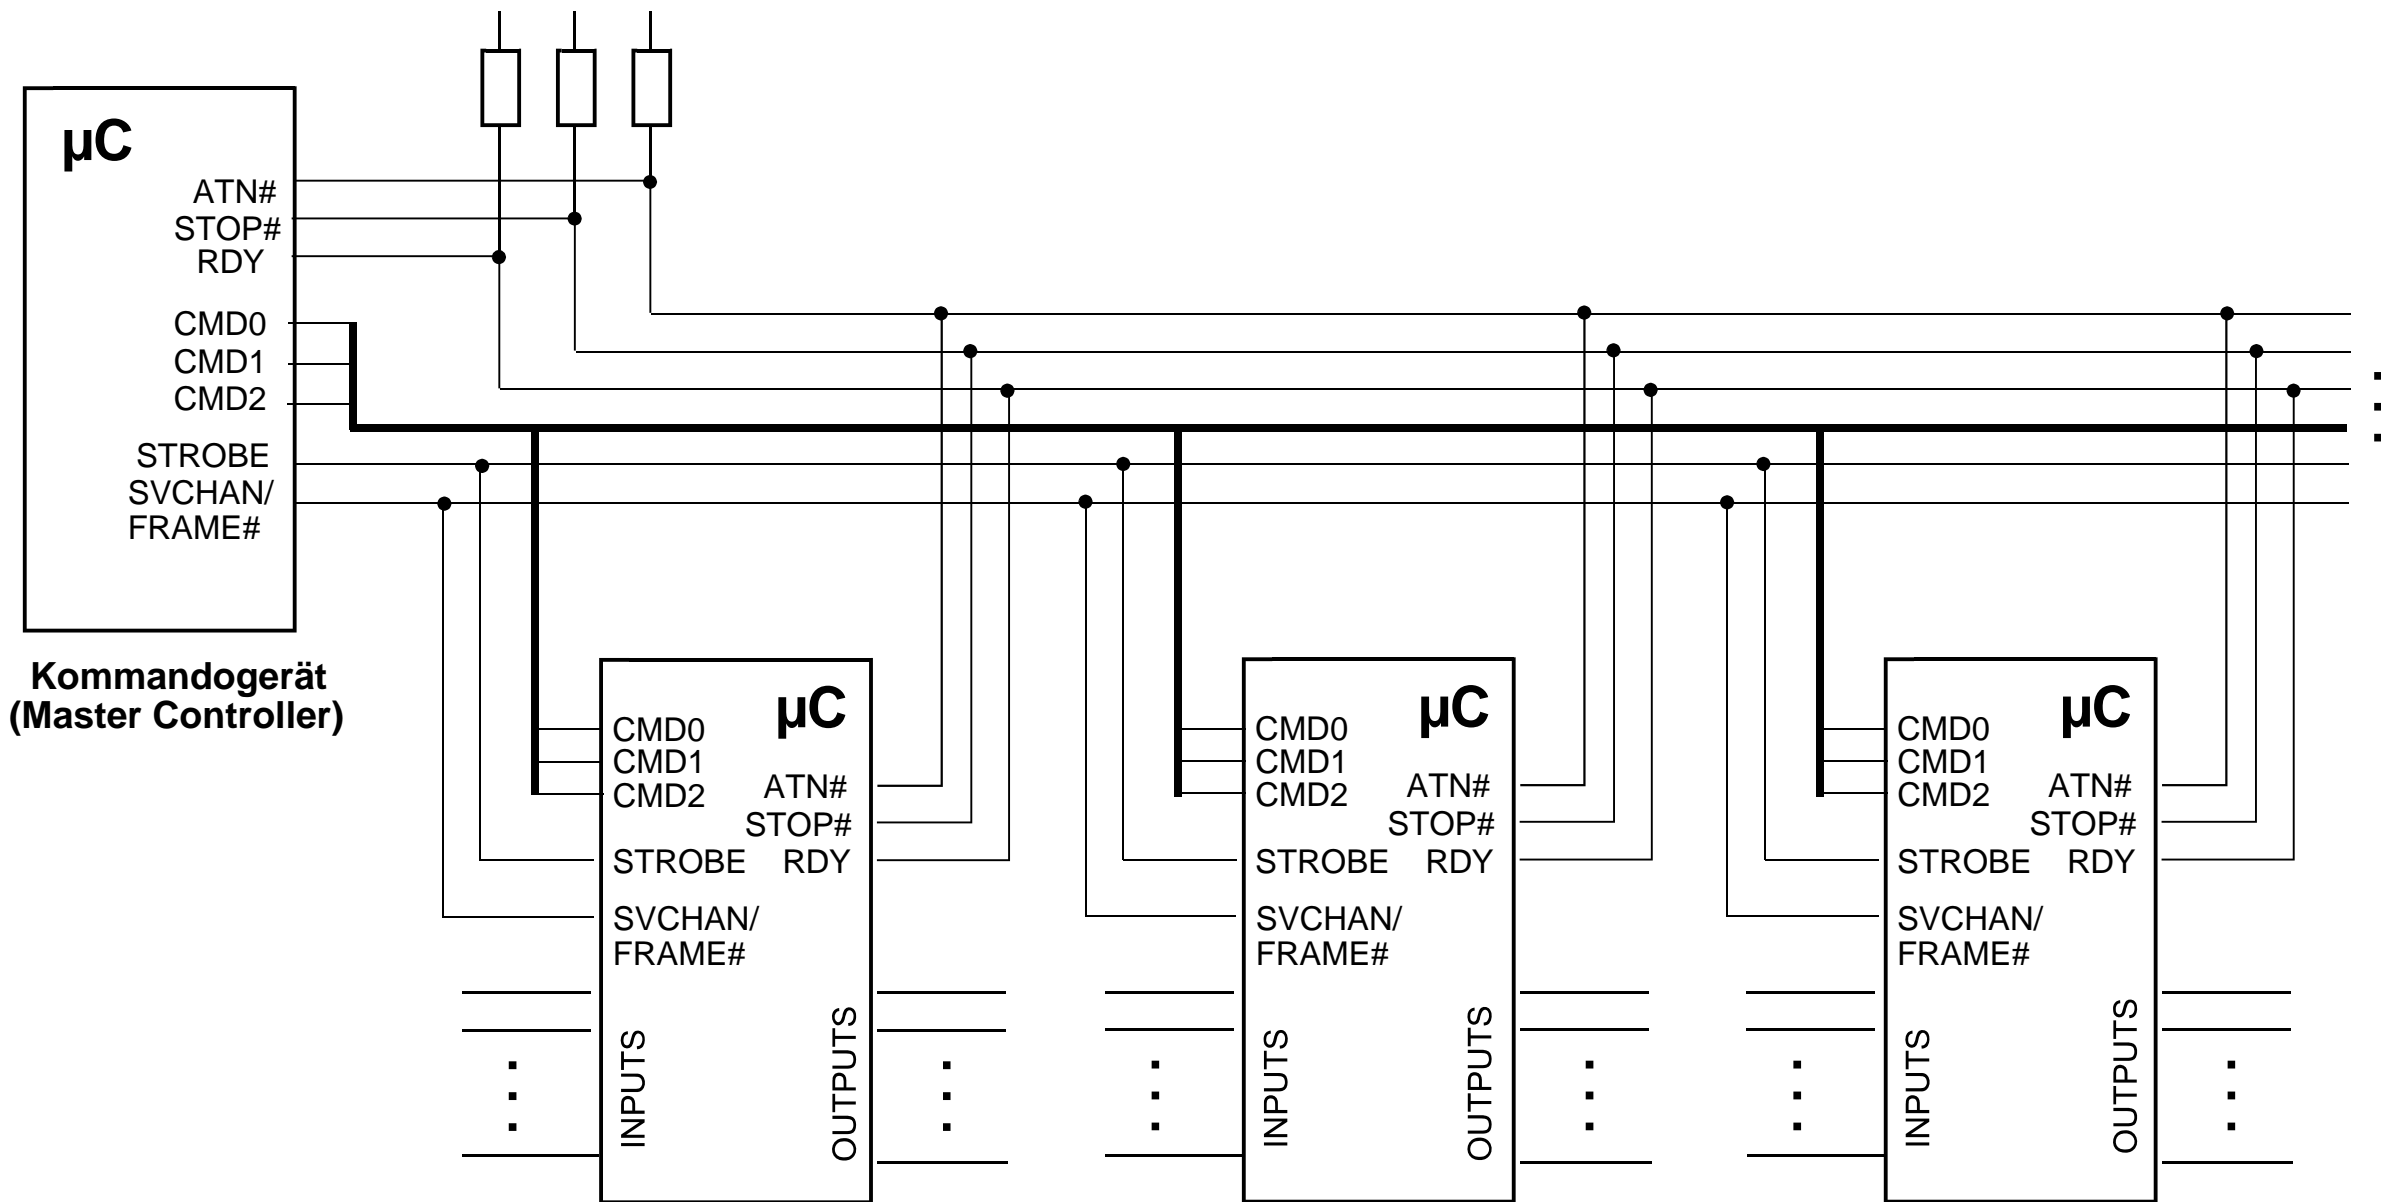 µC
ATN#
STOP#
RDY
CMD0
CMD1
CMD2
STROBE
SVCHAN/
FRAME#
Kommandogerät
(Master Controller)
µC
CMD0
CMD1
CMD2
ATN#
STOP#
STROBE
RDY
SVCHAN/
FRAME#
INPUTS
OUTPUTS
µC
CMD0
CMD1
CMD2
ATN#
STOP#
STROBE
RDY
SVCHAN/
FRAME#
INPUTS
OUTPUTS
µC
CMD0
CMD1
CMD2
ATN#
STOP#
STROBE
RDY
SVCHAN/
FRAME#
INPUTS
OUTPUTS